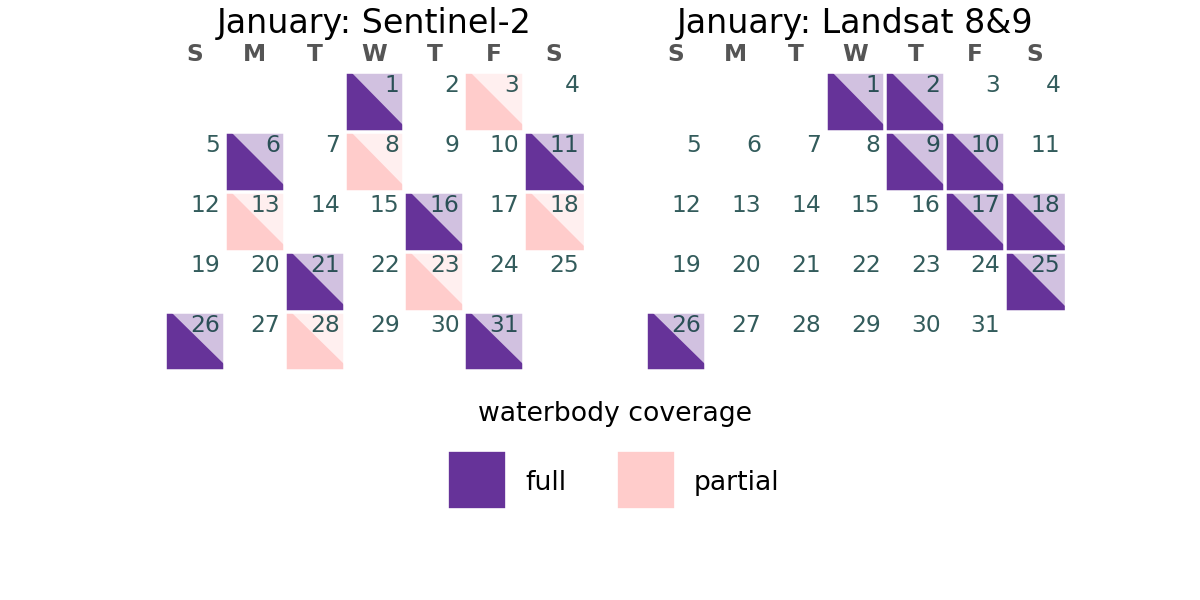 January: Sentinel-2
S M T W T F S
1 2 3 4
5 6 7 8 9 10 11
12 13 14 15 16 17 18
19 20 21 22 23 24 25
26 27 28 29 30 31
January: Landsat 8&9
S M T W T F S
1 2 3 4
5 6 7 8 9 10 11
12 13 14 15 16 17 18
19 20 21 22 23 24 25
26 27 28 29 30 31
waterbody coverage
full partial